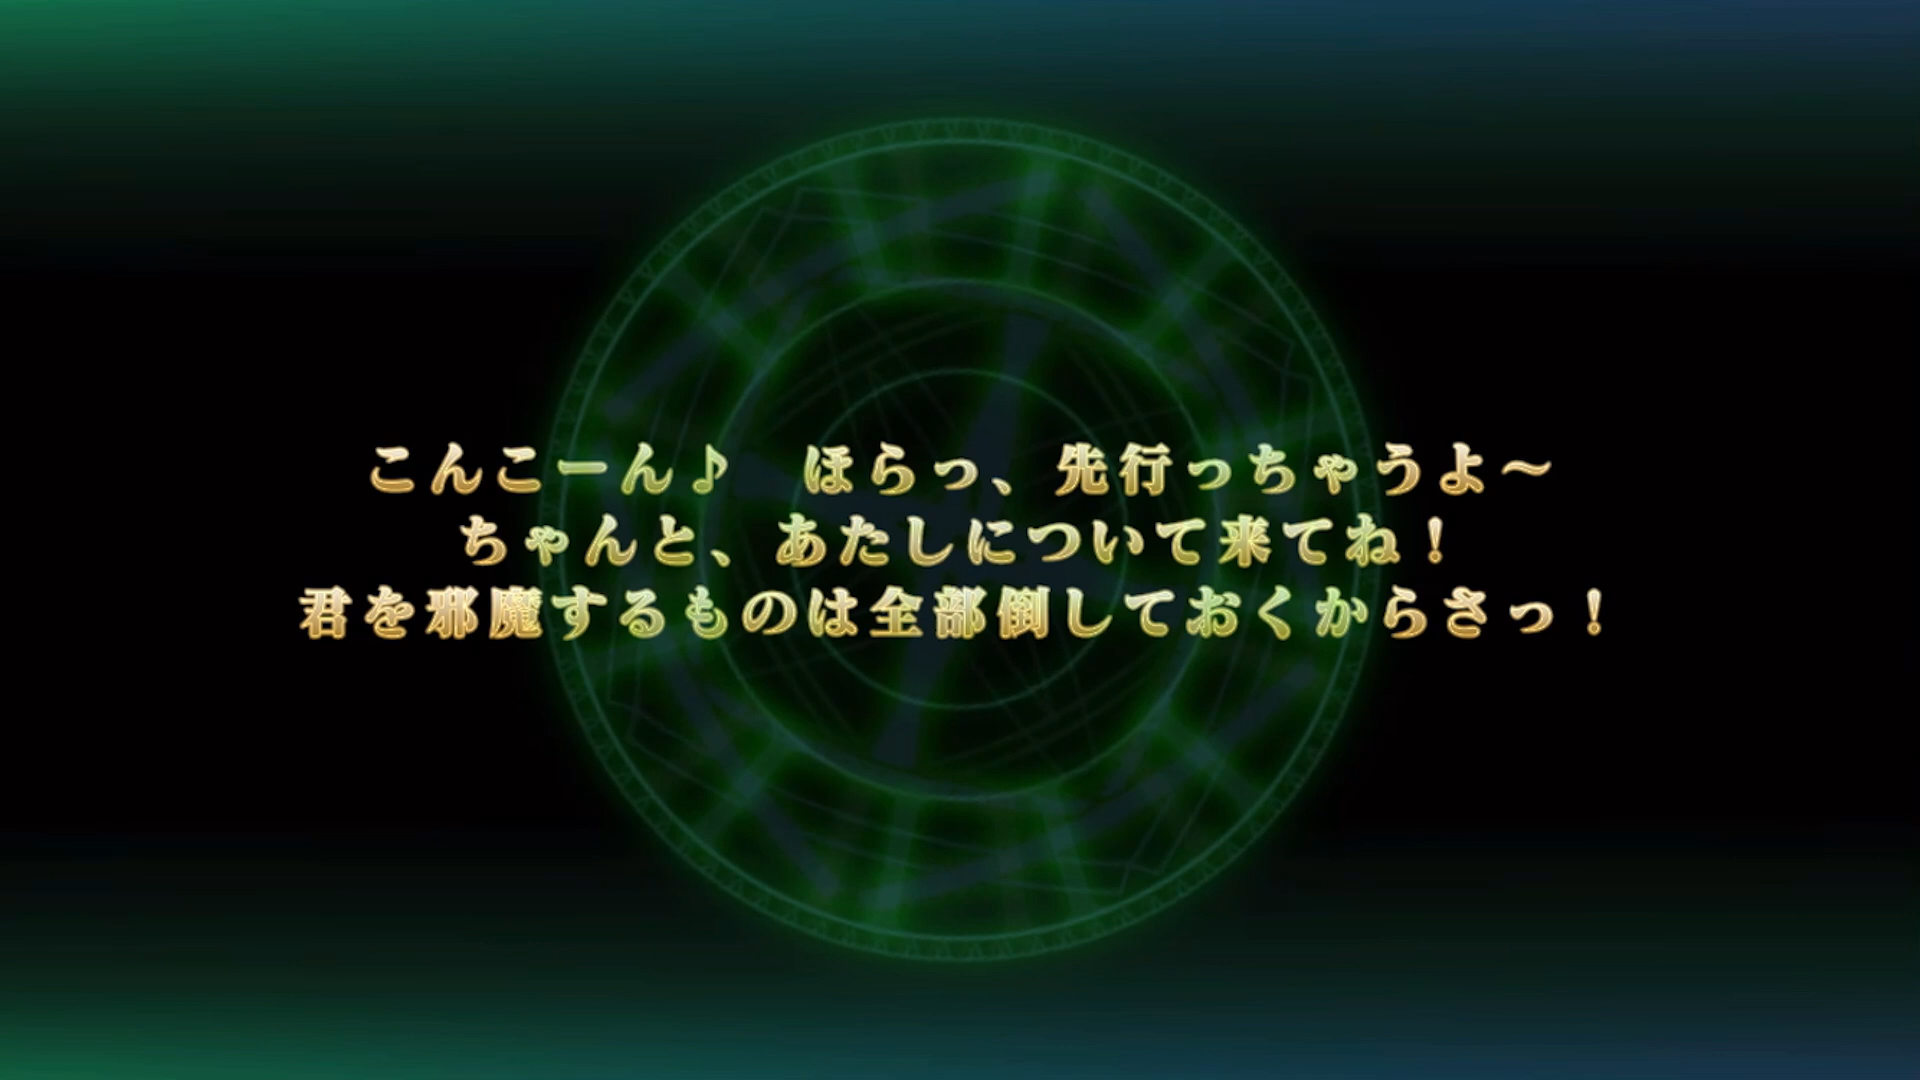 こんこーん♪　ほらっ、先行っちゃうよ～
ちゃんと、あたしについて来てね！
君を邪魔するものは全部倒しておくからさっ！